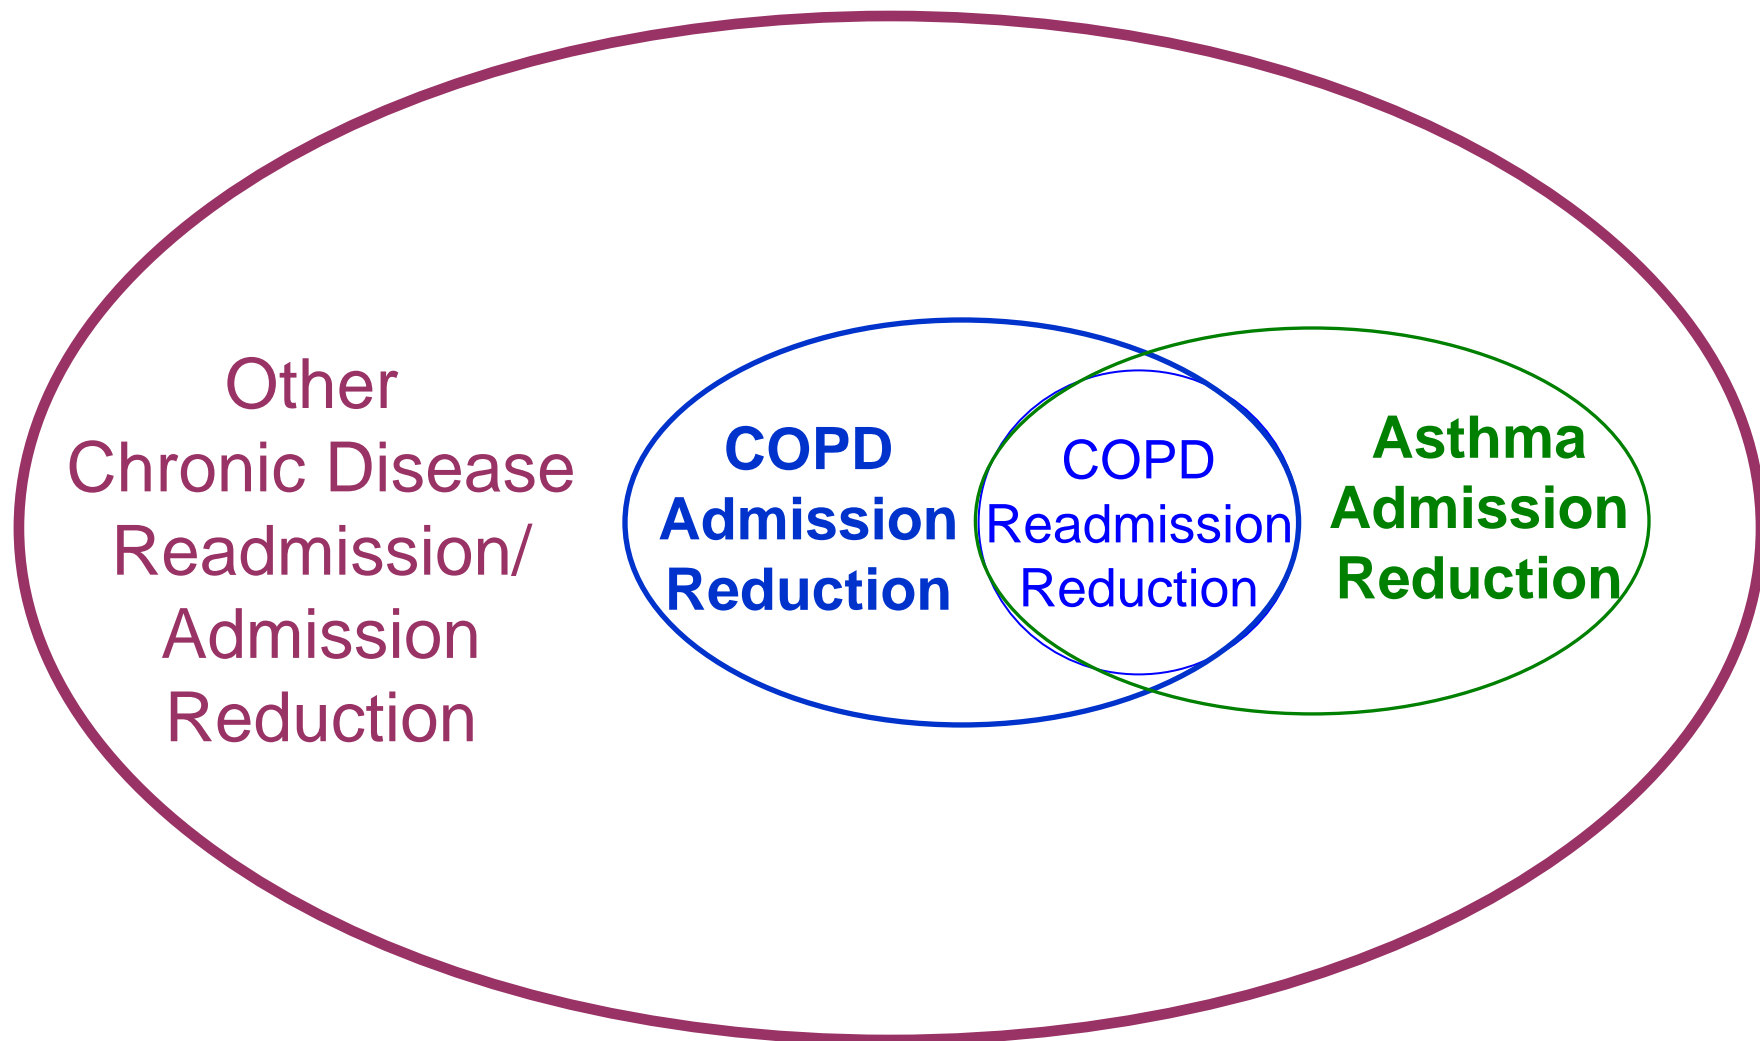 Other
Chronic Disease
Readmission/
Admission
Reduction
COPD
Admission
Reduction
COPD
Readmission
Reduction
Asthma
Admission
Reduction